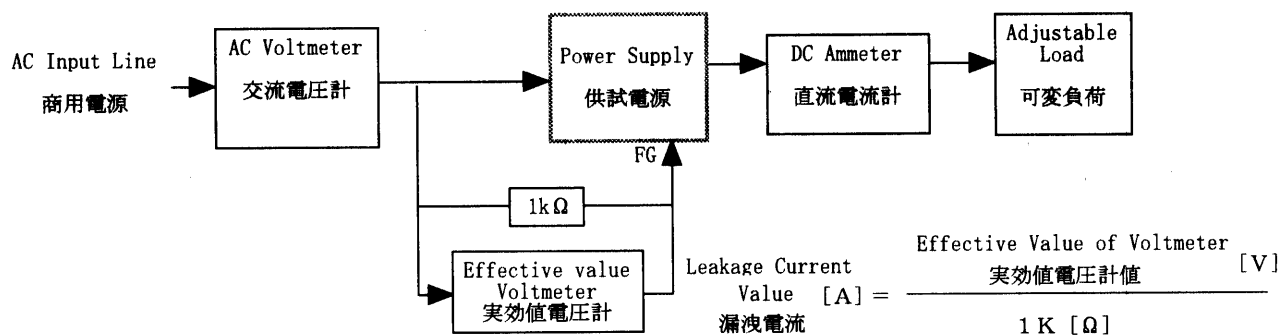 AC Input Line
商用電源
AC Voltmeter
交流電圧計
Power Supply
供試電源
DC Ammeter
直流電流計
Adjustable
Load
可変負荷
FG
1kΩ
Effective value
Voltmeter
実効値電圧計
Leakage Current
Value [A] =
漏洩電流
Effective Value of Voltmeter
実効値電圧計値
[V]
1 K [Ω]